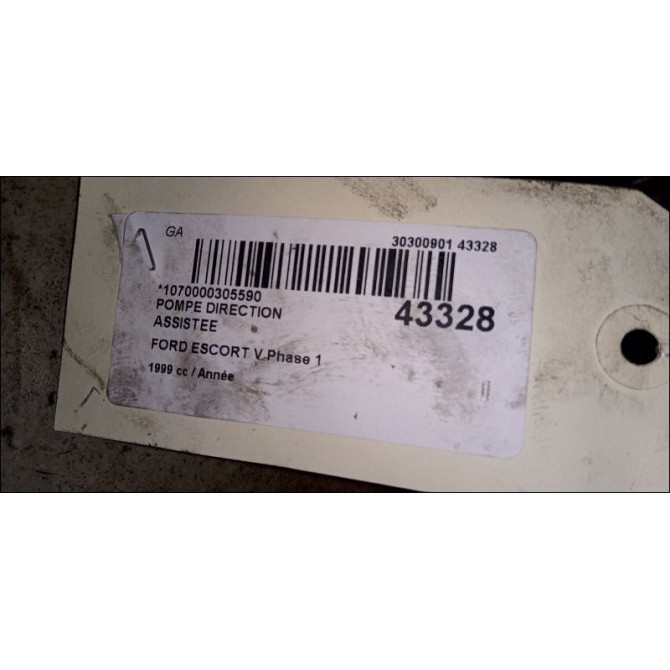 GA
30300901 43328
*1070000305590
43328
POMPE DIRECTION
ASSISTEE
FORD ESCORT V Phase 1
1999 cc / Année